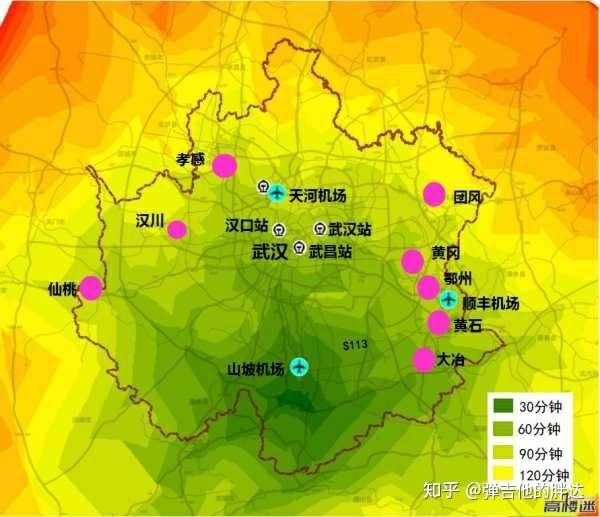 孝感
天河机场
团风
汉川
汉口站
武汉站
武汉
武昌站
黄冈
仙桃
鄂州
顺丰机场
黄石
S113
山坡机场
大冶
30分钟
60分钟
90分钟
120分钟
知乎 @弹吉他的胖达
高楼迷